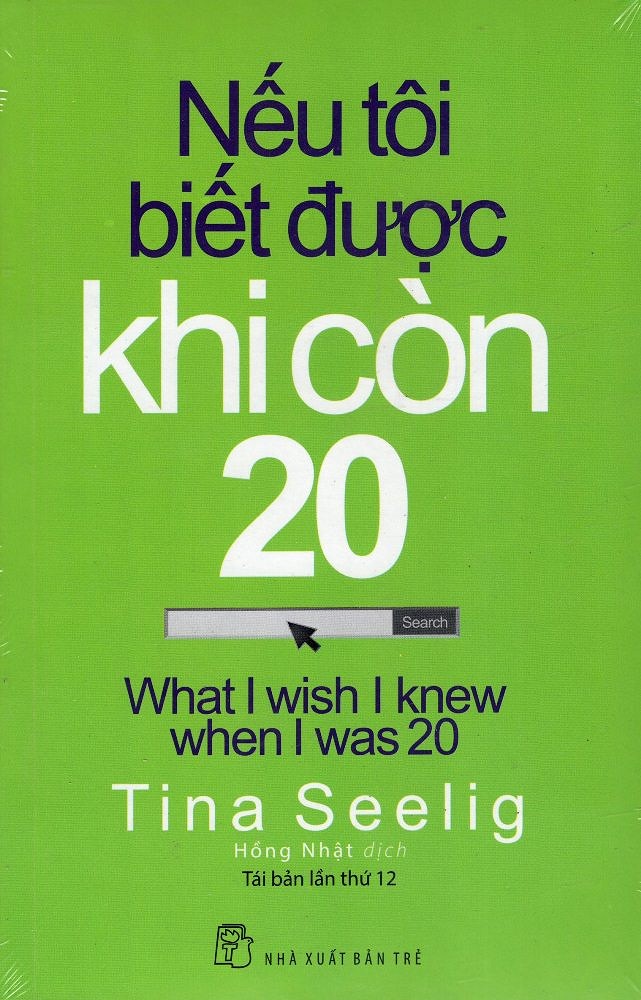 Nếu tôi
biết được
khi còn
20
Search
What I wish I knew
when I was 20
Tina Seelig
Hồng Nhật dịch
Tái bản lần thứ 12
T
NHÀ XUẤT BẢN TRẺ